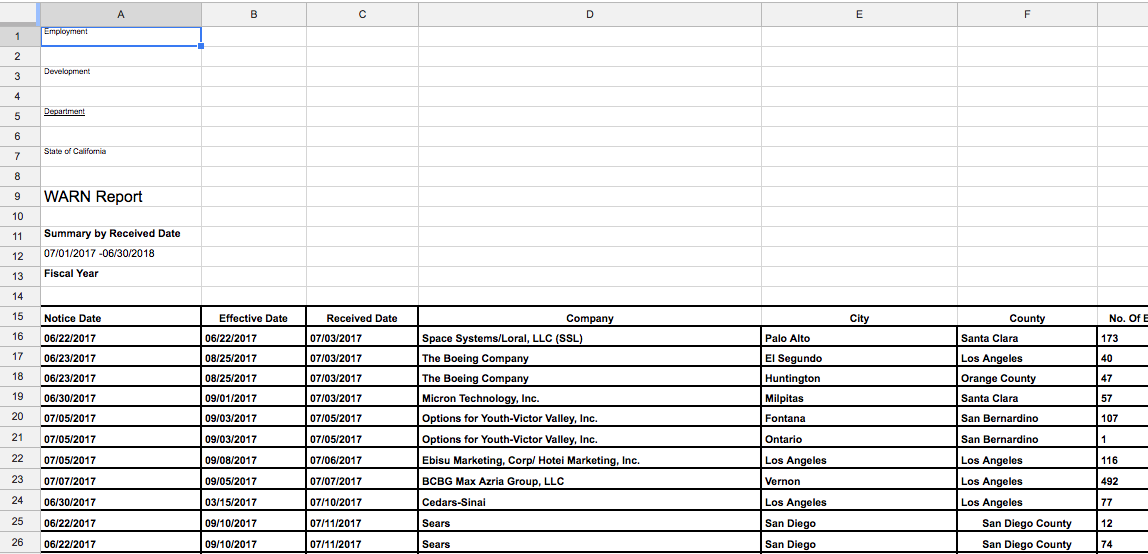 A B C D E F
1 Employment
2
3 Development
4
5 Department
6
7 State of California
8
9 WARN Report
10
11 Summary by Received Date
12 07/01/2017 -06/30/2018
13 Fiscal Year
14
15 Notice Date Effective Date Received Date Company City County No. Of E
16 06/22/2017 06/22/2017 07/03/2017 Space Systems/Loral, LLC (SSL) Palo Alto Santa Clara 173
17 06/23/2017 08/25/2017 07/03/2017 The Boeing Company El Segundo Los Angeles 40
18 06/23/2017 08/25/2017 07/03/2017 The Boeing Company Huntington Orange County 47
19 06/30/2017 09/01/2017 07/03/2017 Micron Technology, Inc. Milpitas Santa Clara 57
20 07/05/2017 09/03/2017 07/05/2017 Options for Youth-Victor Valley, Inc. Fontana San Bernardino 107
21 07/05/2017 09/03/2017 07/05/2017 Options for Youth-Victor Valley, Inc. Ontario San Bernardino 1
22 07/05/2017 09/08/2017 07/06/2017 Ebisu Marketing, Corp/ Hotei Marketing, Inc. Los Angeles Los Angeles 116
23 07/07/2017 09/05/2017 07/07/2017 BCBG Max Azria Group, LLC Vernon Los Angeles 492
24 06/30/2017 03/15/2017 07/10/2017 Cedars-Sinai Los Angeles Los Angeles 77
25 06/22/2017 09/10/2017 07/11/2017 Sears San Diego San Diego County 12
26 06/22/2017 09/10/2017 07/11/2017 Sears San Diego San Diego County 74